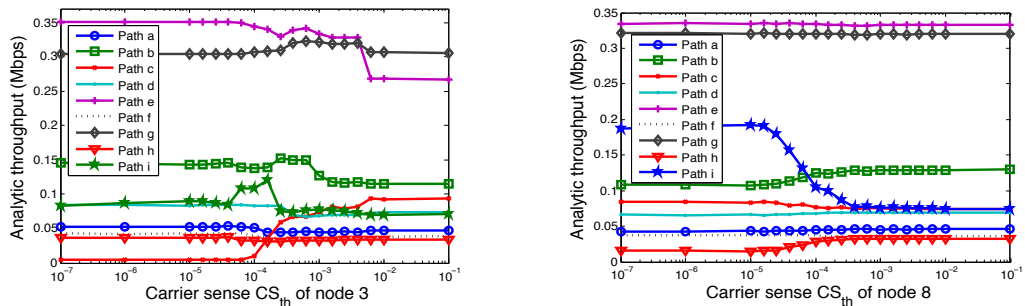 Analytic throughput (Mbps)
0.35
0.3
0.25
0.2
0.15
0.1
0.05
0
Path a
Path b
Path c
Path d
Path e
Path f
Path g
Path h
Path i
10^-7
10^-6
10^-5
10^-4
10^-3
10^-2
10^-1
Carrier sense CS_th of node 3
Analytic throughput (Mbps)
0.35
0.3
0.25
0.2
0.15
0.1
0.05
0
Path a
Path b
Path c
Path d
Path e
Path f
Path g
Path h
Path i
10^-7
10^-6
10^-5
10^-4
10^-3
10^-2
10^-1
Carrier sense CS_th of node 8